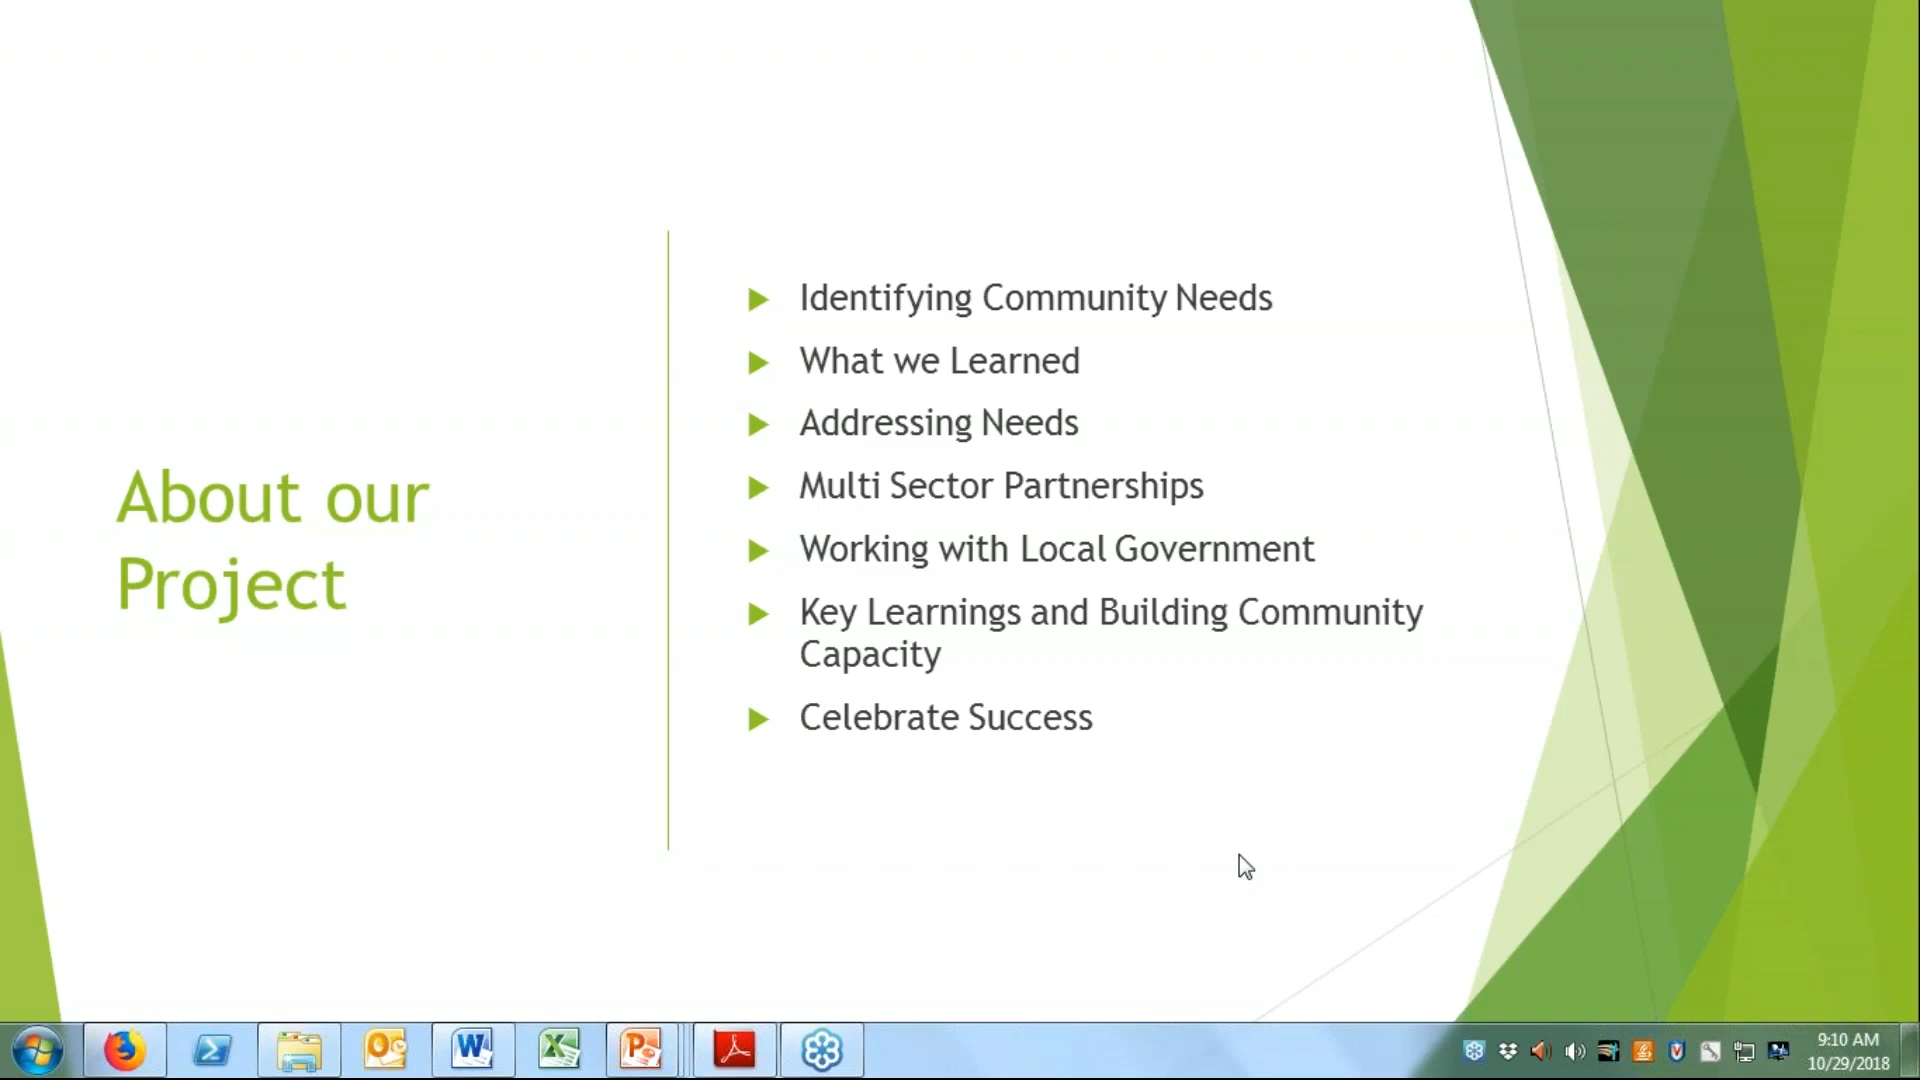 About our
Project
Identifying Community Needs
What we Learned
Addressing Needs
Multi Sector Partnerships
Working with Local Government
Key Learnings and Building Community
Capacity
Celebrate Success
9:10 AM
10/29/2018